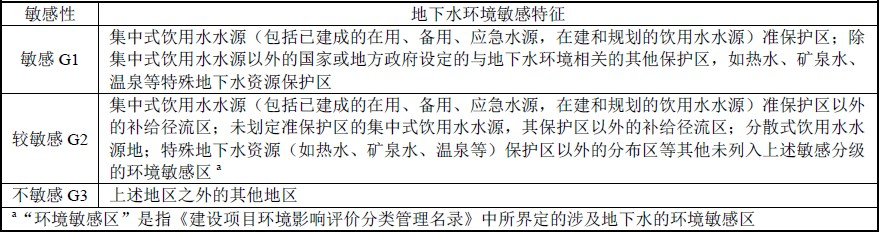 敏感性 地下水环境敏感特征
集中式饮用水水源（包括已建成的在用、备用、应急水源，在建和规划的饮用水水源）准保护区；除
敏感 G1 集中式饮用水水源以外的国家或地方政府设定的与地下水环境相关的其他保护区，如热水、矿泉水、
温泉等特殊地下水资源保护区
集中式饮用水水源（包括已建成的在用、备用、应急水源，在建和规划的饮用水水源）准保护区以外
的补给径流区；未划定准保护区的集中式饮用水水源，其保护区以外的补给径流区；分散式饮用水水
较敏感 G2 源地；特殊地下水资源（如热水、矿泉水、温泉等）保护区以外的分布区等其他未列入上述敏感分级
的环境敏感区 a
不敏感 G3 上述地区之外的其他地区
a “环境敏感区”是指《建设项目环境影响评价分类管理名录》中所界定的涉及地下水的环境敏感区